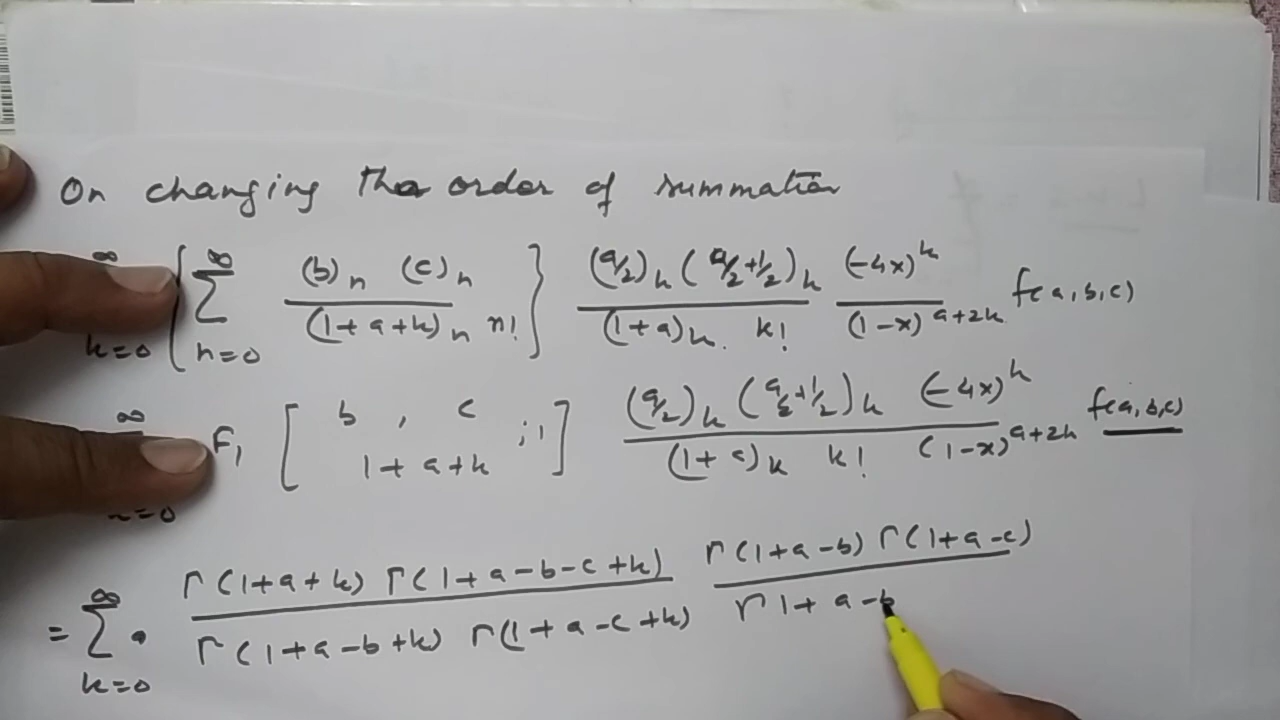 On changing the order of summation
∞ { ∑ ∞ n=0 (b)n (c)n / (1+a+k)n n! } (a/2)k (a/2+1/2)k / (1+a)k k! (-4x)^k / (1-x)^a+2k f(a,b,c)
k=0
∞ F1 [ b , c ; 1 1+a+k ] (a/2)k (a/2+1/2)k (-4x)^k / (1+c)k k! (1-x)^a+2k f(a,b,c)
=0
= ∑ ∞ k=0 Γ(1+a+k) Γ(1+a-b-c+k) / Γ(1+a-b+k) Γ(1+a-c+k) Γ(1+a-b) Γ(1+a-c) / Γ1+a-b